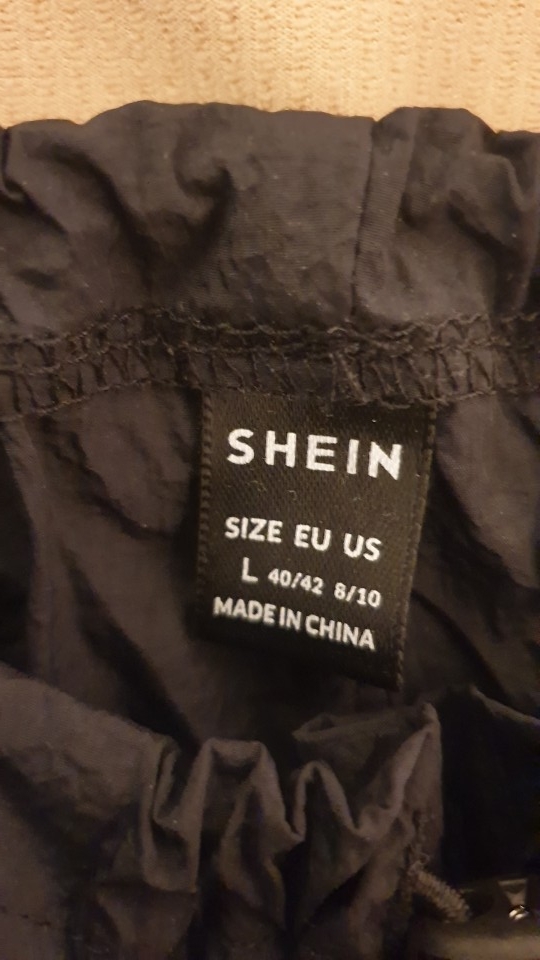 SHEIN
SIZE EU US
L 40/42 8/10
MADE IN CHINA